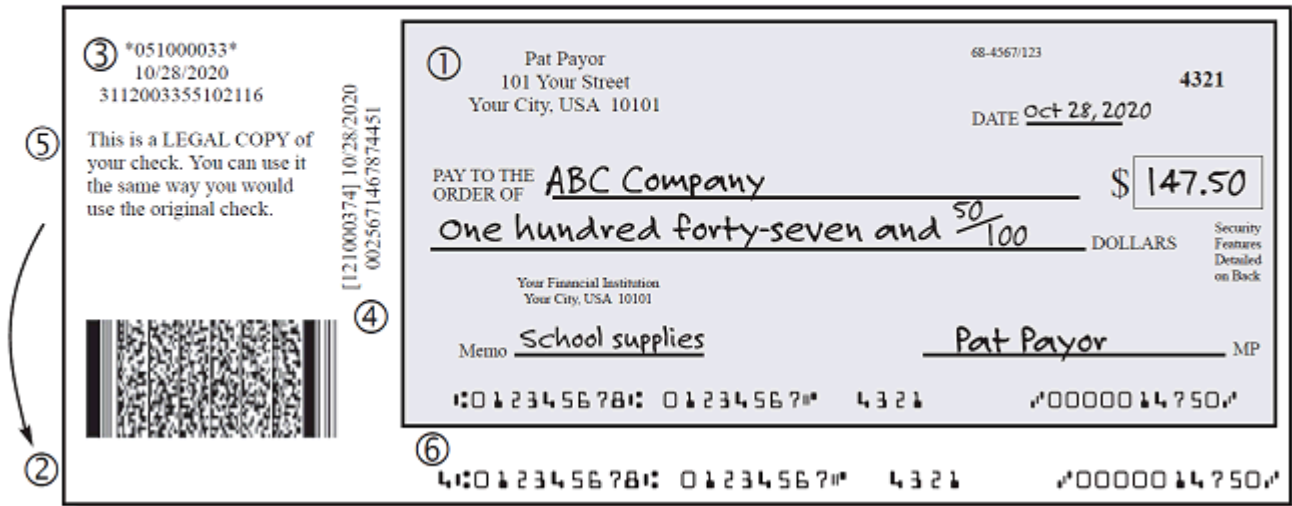 ③ *051000033*
10/28/2020
3112003355102116
⑤ This is a LEGAL COPY of
your check. You can use it
the same way you would
use the original check.
②
[121000374] 10/28/2020
0025671467874451
④
① Pat Payor
101 Your Street
Your City, USA 10101
68-4567/123
4321
DATE Oct 28, 2020
PAY TO THE
ORDER OF ABC Company $ 147.50
One hundred forty-seven and 50/100 DOLLARS
Security
Features
Detailed
on Back
Your Financial Institution
Your City, USA 10101
Memo School supplies Pat Payor MP
⑆012345678⑆ 01234567⑈ 4321 ⑇0000014750⑇
⑥
4⑆012345678⑆ 01234567⑈ 4321 ⑇0000014750⑇